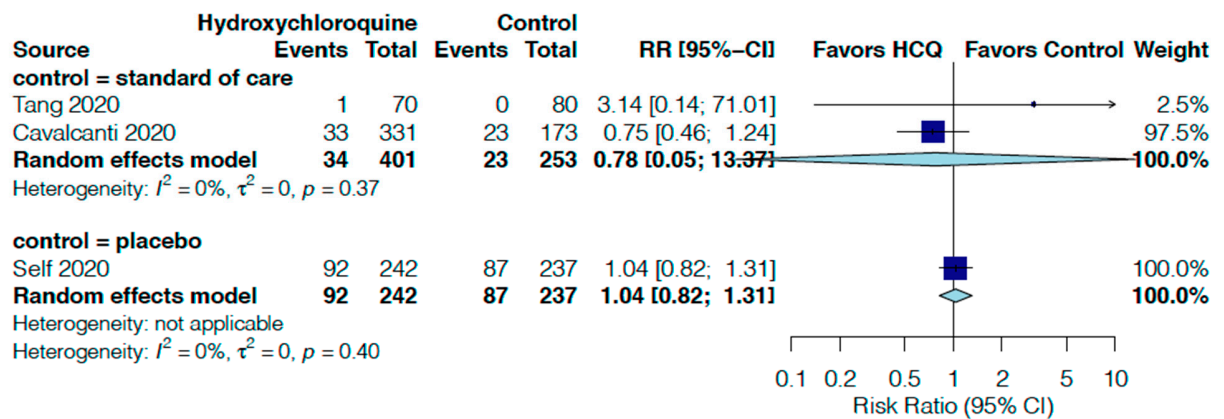 Hydroxychloroquine Control
Source Events Total Events Total RR [95%−CI] Favors HCQ Favors Control Weight
control = standard of care
Tang 2020 1 70 0 80 3.14 [0.14; 71.01] 2.5%
Cavalcanti 2020 33 331 23 173 0.75 [0.46; 1.24] 97.5%
Random effects model 34 401 23 253 0.78 [0.05; 13.37] 100.0%
Heterogeneity: I² = 0%, τ² = 0, p = 0.37
control = placebo
Self 2020 92 242 87 237 1.04 [0.82; 1.31] 100.0%
Random effects model 92 242 87 237 1.04 [0.82; 1.31] 100.0%
Heterogeneity: not applicable
Heterogeneity: I² = 0%, τ² = 0, p = 0.40
0.1 0.2 0.5 1 2 5 10
Risk Ratio (95% CI)